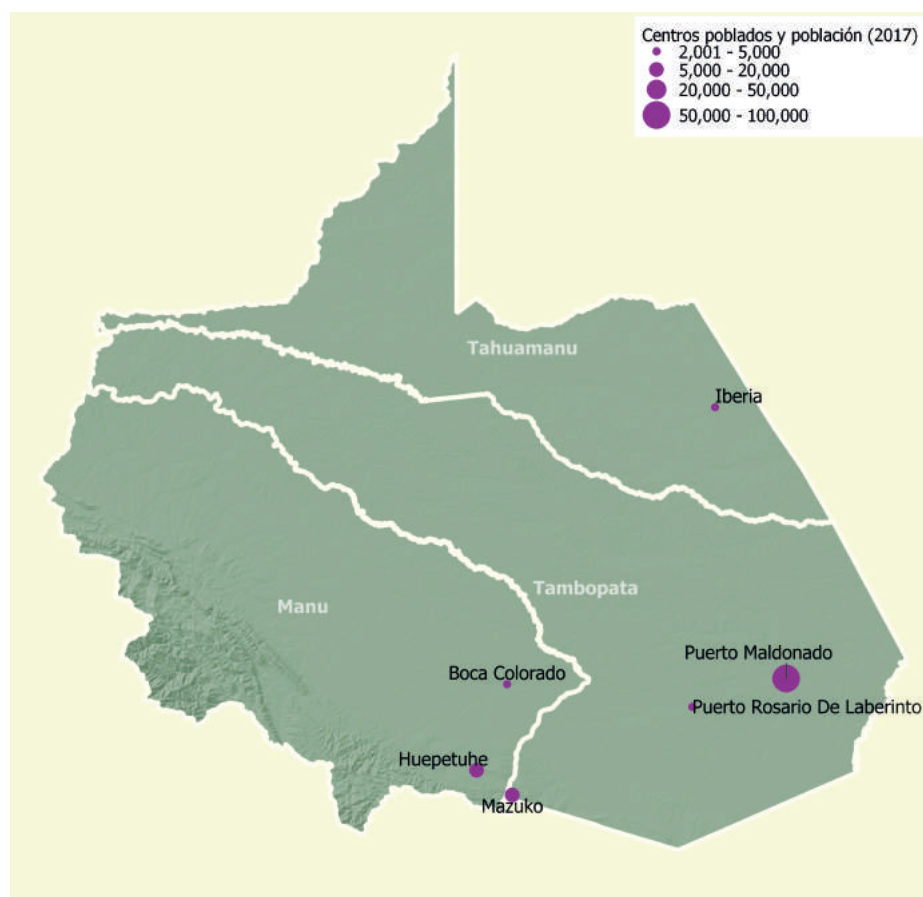 Centros poblados y población (2017)
2,001 - 5,000
5,000 - 20,000
20,000 - 50,000
50,000 - 100,000
Tahuamanu
Iberia
Tambopata
Manu
Puerto Maldonado
Boca Colorado
Puerto Rosario De Laberinto
Huepetuhe
Mazuko